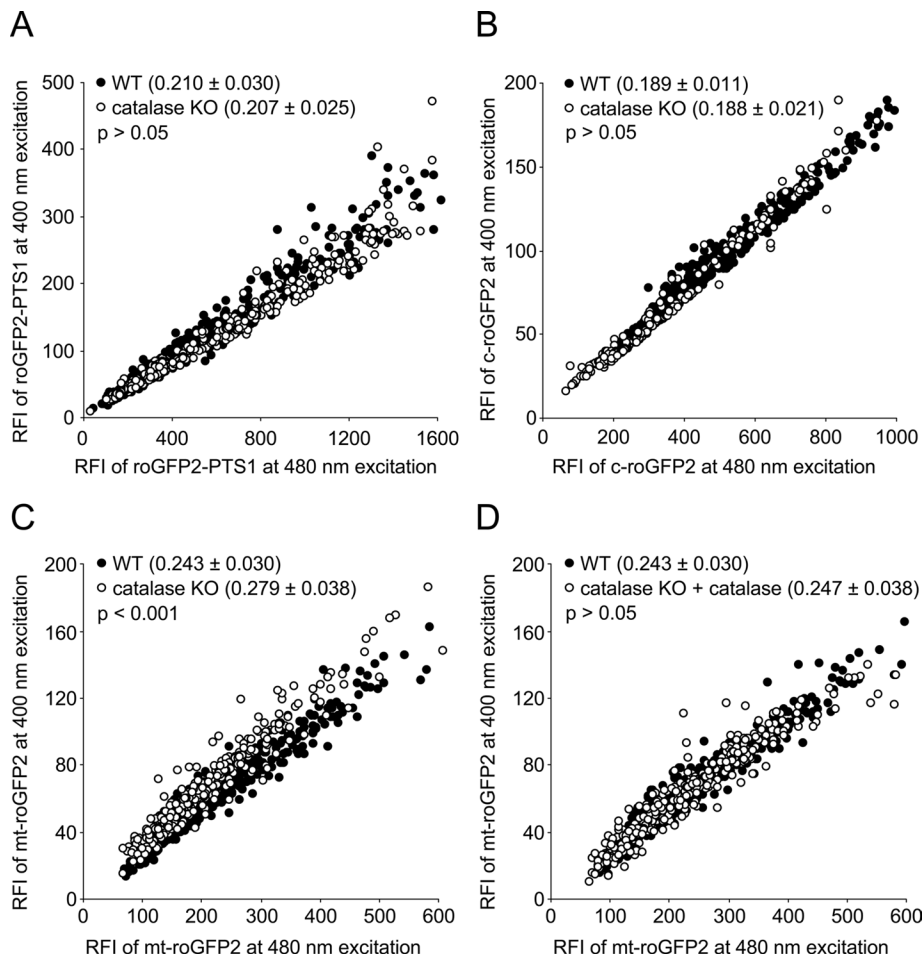 A
RFI of roGFP2-PTS1 at 400 nm excitation
500
400
300
200
100
0
● WT (0.210 ± 0.030)
○ catalase KO (0.207 ± 0.025)
p > 0.05
0 400 800 1200 1600
RFI of roGFP2-PTS1 at 480 nm excitation
B
RFI of c-roGFP2 at 400 nm excitation
200
150
100
50
0
● WT (0.189 ± 0.011)
○ catalase KO (0.188 ± 0.021)
p > 0.05
0 200 400 600 800 1000
RFI of c-roGFP2 at 480 nm excitation
C
RFI of mt-roGFP2 at 400 nm excitation
200
160
120
80
40
0
● WT (0.243 ± 0.030)
○ catalase KO (0.279 ± 0.038)
p < 0.001
0 100 200 300 400 500 600
RFI of mt-roGFP2 at 480 nm excitation
D
RFI of mt-roGFP2 at 400 nm excitation
200
160
120
80
40
0
● WT (0.243 ± 0.030)
○ catalase KO + catalase (0.247 ± 0.038)
p > 0.05
0 100 200 300 400 500 600
RFI of mt-roGFP2 at 480 nm excitation